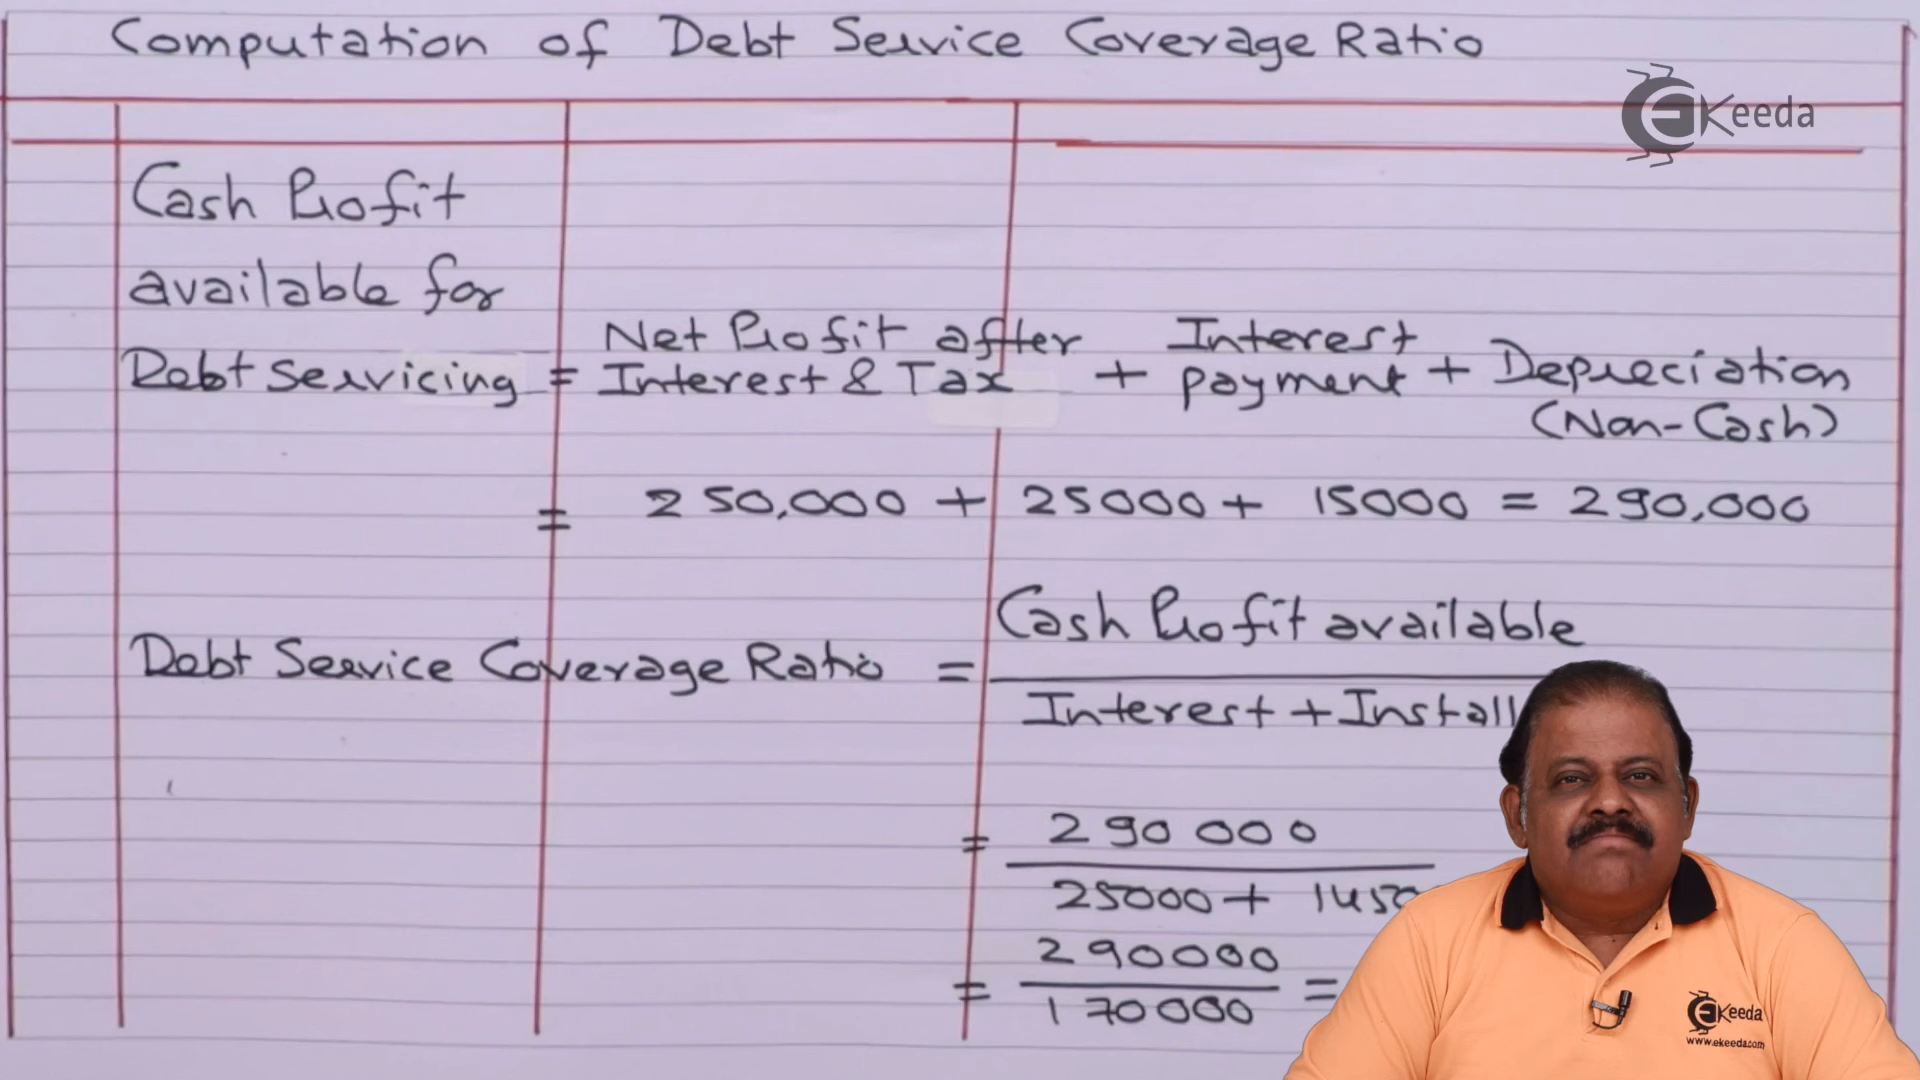 Computation of Debt Service Coverage Ratio
EKeeda
Cash Profit
available for
Debt Servicing = Net Profit after Interest & Tax + Interest payment + Depreciation (Non-Cash)
= 250,000 + 25000 + 15000 = 290,000
Debt Service Coverage Ratio = Cash Profit available
Interest + Install
= 290 000
25000 + 1450
= 290000 =
170000
EKeeda
www.ekeeda.com